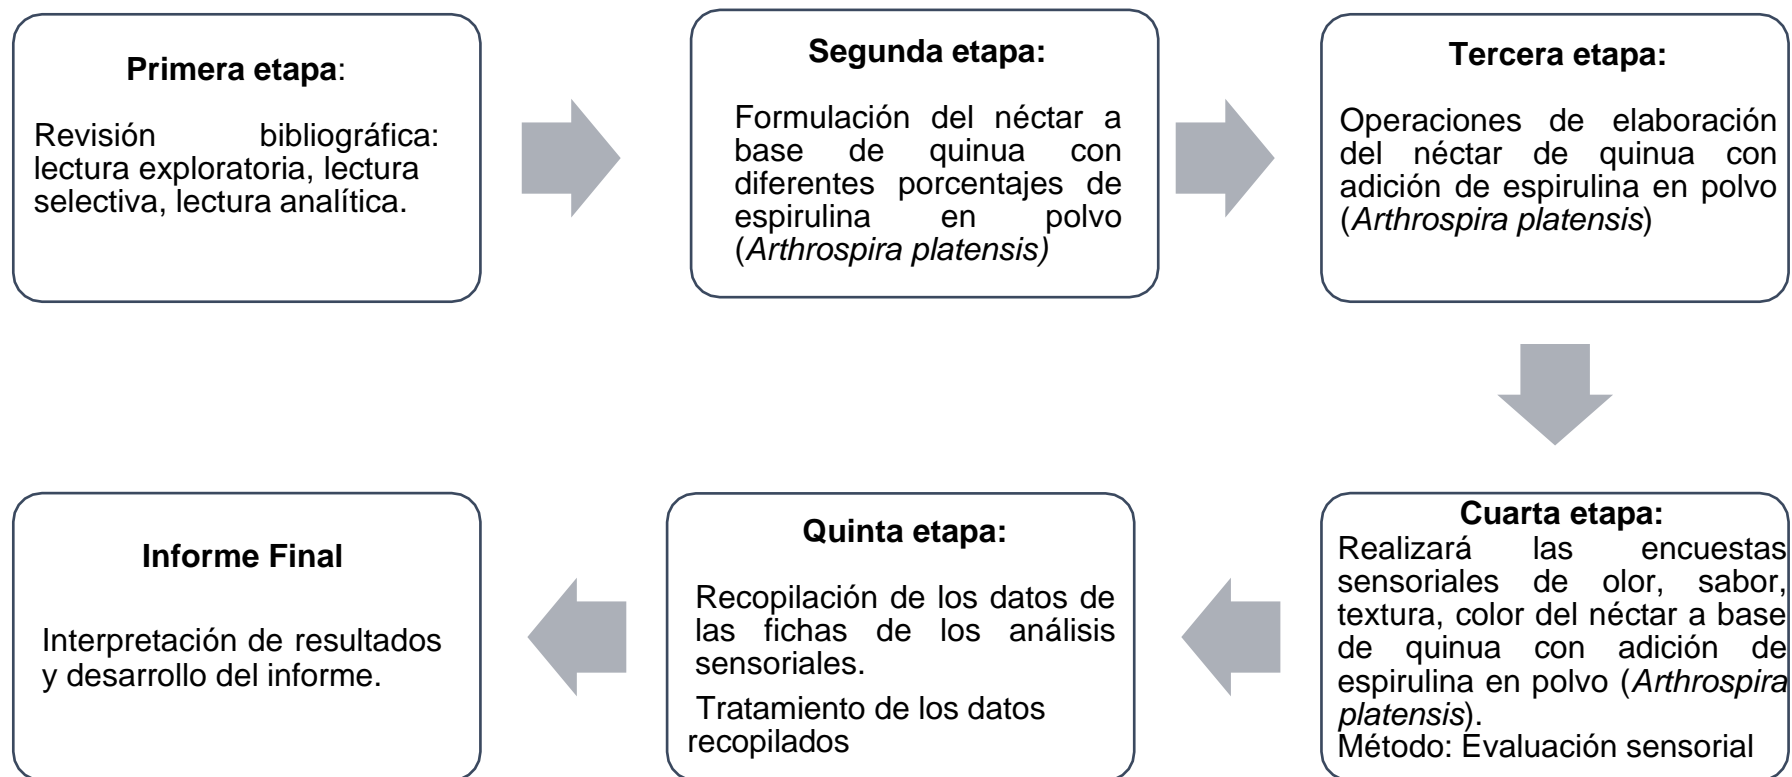 Primera etapa:
Revisión bibliográfica:
lectura exploratoria, lectura
selectiva, lectura analítica.
Segunda etapa:
Formulación del néctar a
base de quinua con
diferentes porcentajes de
espirulina en polvo
(Arthrospira platensis)
Tercera etapa:
Operaciones de elaboración
del néctar de quinua con
adición de espirulina en polvo
(Arthrospira platensis)
Cuarta etapa:
Realizará las encuestas
sensoriales de olor, sabor,
textura, color del néctar a base
de quinua con adición de
espirulina en polvo (Arthrospira
platensis).
Método: Evaluación sensorial
Quinta etapa:
Recopilación de los datos de
las fichas de los análisis
sensoriales.
Tratamiento de los datos
recopilados
Informe Final
Interpretación de resultados
y desarrollo del informe.